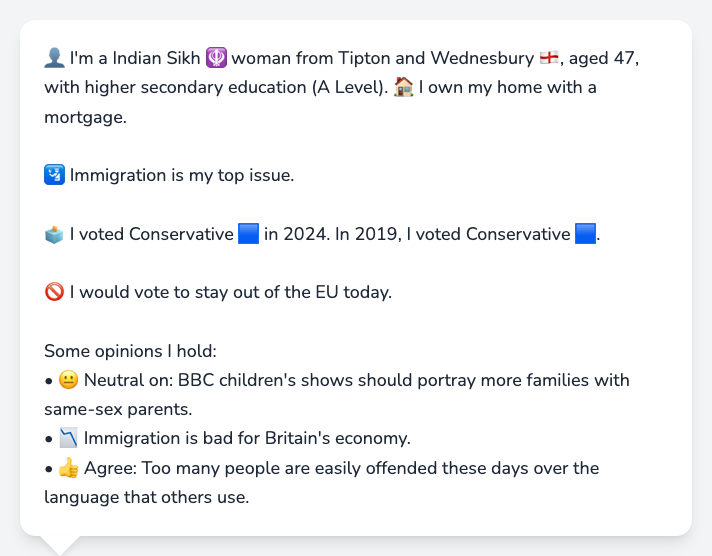 👤 I'm a Indian Sikh 🪯 woman from Tipton and Wednesbury 🏴󠁧󠁢󠁥󠁮󠁧󠁿, aged 47,
with higher secondary education (A Level). 🏠 I own my home with a
mortgage.
🛂 Immigration is my top issue.
🗳️ I voted Conservative 🟦 in 2024. In 2019, I voted Conservative 🟦.
🚫 I would vote to stay out of the EU today.
Some opinions I hold:
• 😐 Neutral on: BBC children's shows should portray more families with
same-sex parents.
• 📉 Immigration is bad for Britain's economy.
• 👍 Agree: Too many people are easily offended these days over the
language that others use.